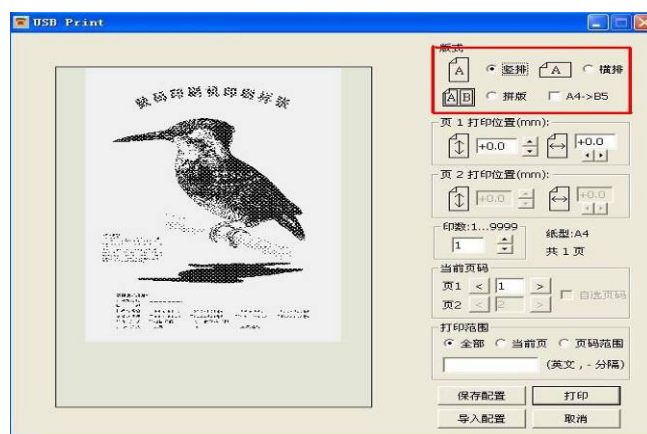 USB Print
数码印刷机印刷样张
版式
A 竖排 A 横排
A B 拼版 A4->B5
页 1 打印位置(mm):
+0.0 +0.0
页 2 打印位置(mm):
+0.0 +0.0
印数:1...9999
1
纸型:A4
共 1 页
当前页码
页1 < 1 >
页2 < 2 >
自选页码
打印范围
全部 当前页 页码范围
(英文 , - 分隔)
保存配置 打印
导入配置 取消